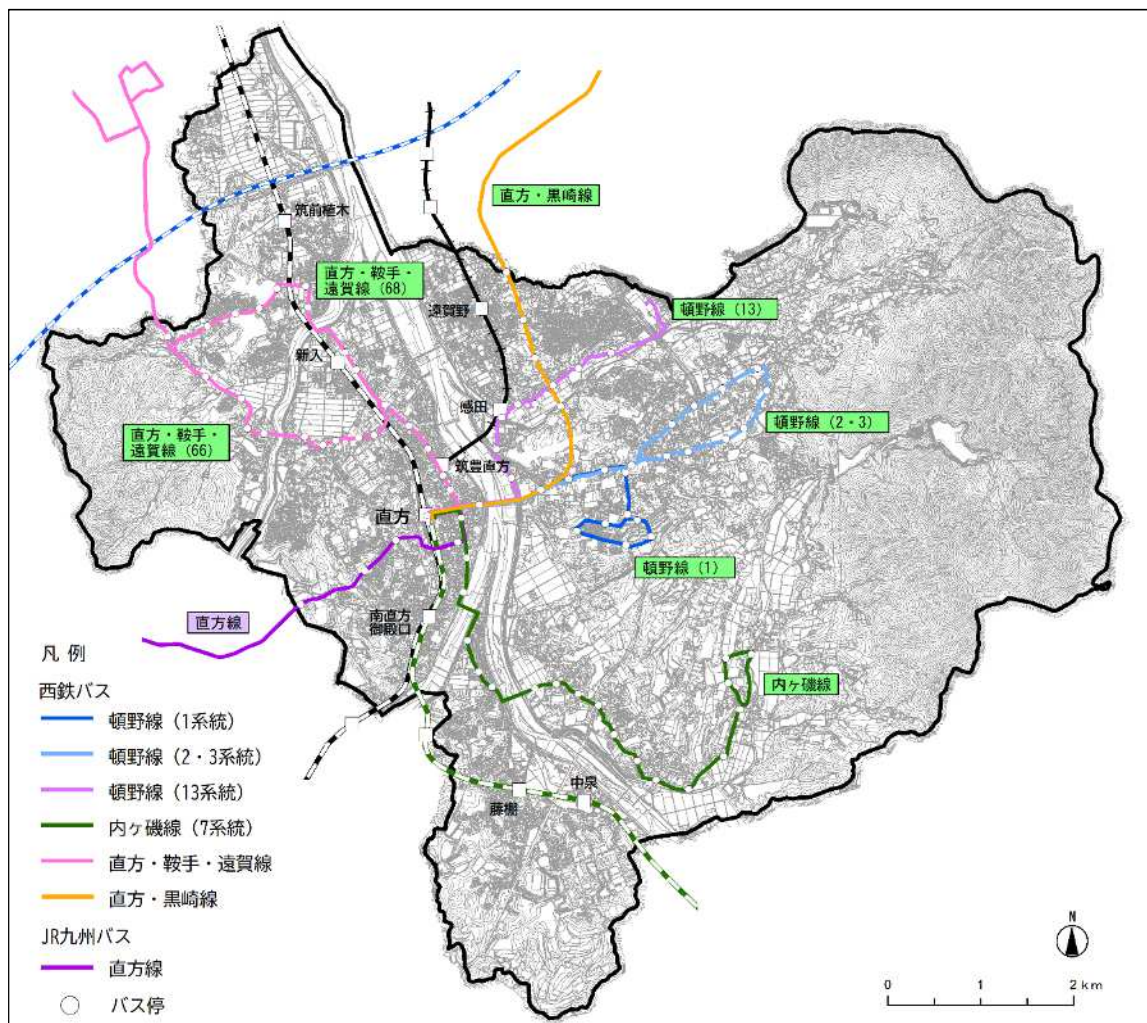 直方・黒崎線
筑前植木
直方・鞍手・
遠賀線（68）
頓野線（13）
遠賀野
新入
感田
頓野線（2・3）
直方・鞍手・
遠賀線（66）
筑豊直方
直方
頓野線（1）
直方線
南直方
御殿口
内ヶ磯線
中泉
藤棚
凡 例
西鉄バス
頓野線（1系統）
頓野線（2・3系統）
頓野線（13系統）
内ヶ磯線（7系統）
直方・鞍手・遠賀線
直方・黒崎線
JR九州バス
直方線
バス停
N
0 1 2 km